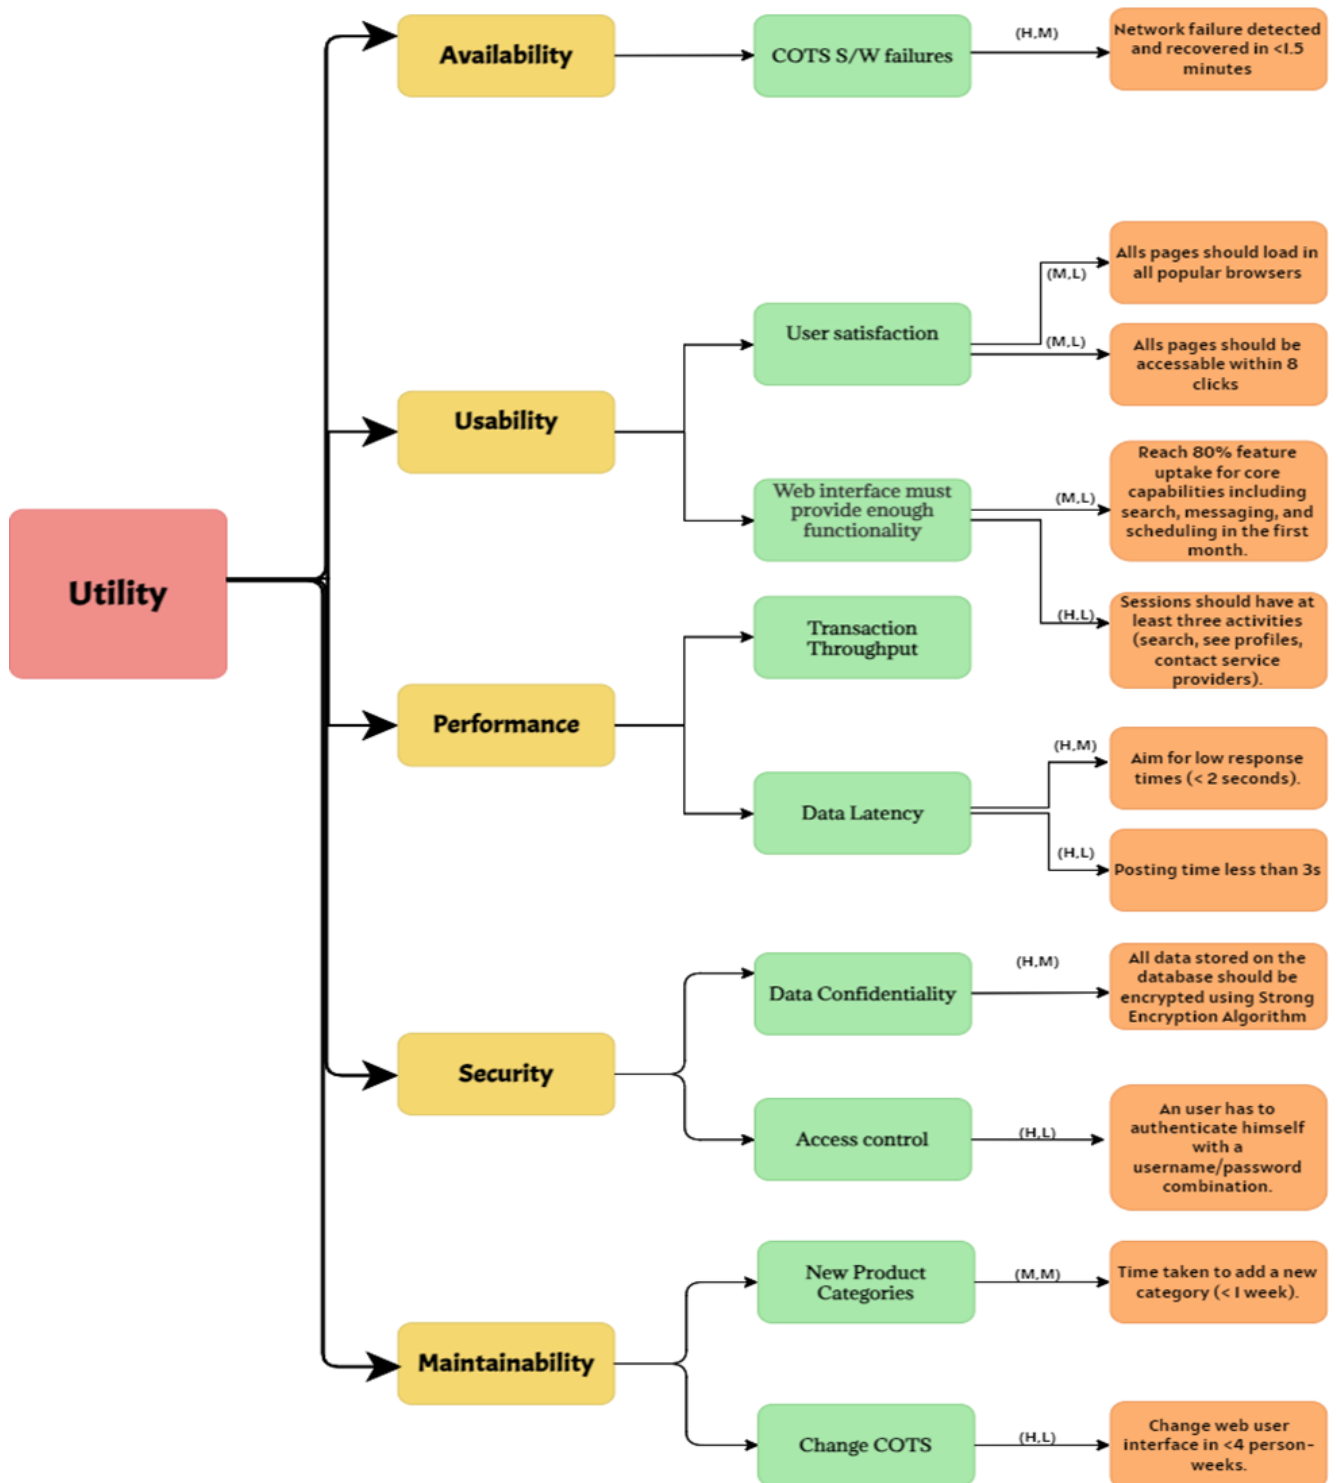 Utility
Availability
COTS S/W failures
(H,M)
Network failure detected
and recovered in <1.5
minutes
Usability
User satisfaction
(M,L)
Alls pages should load in
all popular browsers
(M,L)
Alls pages should be
accessable within 8
clicks
Web interface must
provide enough
functionality
(M,L)
Reach 80% feature
uptake for core
capabilities including
search, messaging, and
scheduling in the first
month.
(H,L)
Sessions should have at
least three activities
(search, see profiles,
contact service
providers).
Performance
Transaction
Throughput
Data Latency
(H,M)
Aim for low response
times (< 2 seconds).
(H,L)
Posting time less than 3s
Security
Data Confidentiality
(H,M)
All data stored on the
database should be
encrypted using Strong
Encryption Algorithm
Access control
(H,L)
An user has to
authenticate himself
with a
username/password
combination.
Maintainability
New Product
Categories
(M,M)
Time taken to add a new
category (< 1 week).
Change COTS
(H,L)
Change web user
interface in <4 person-
weeks.